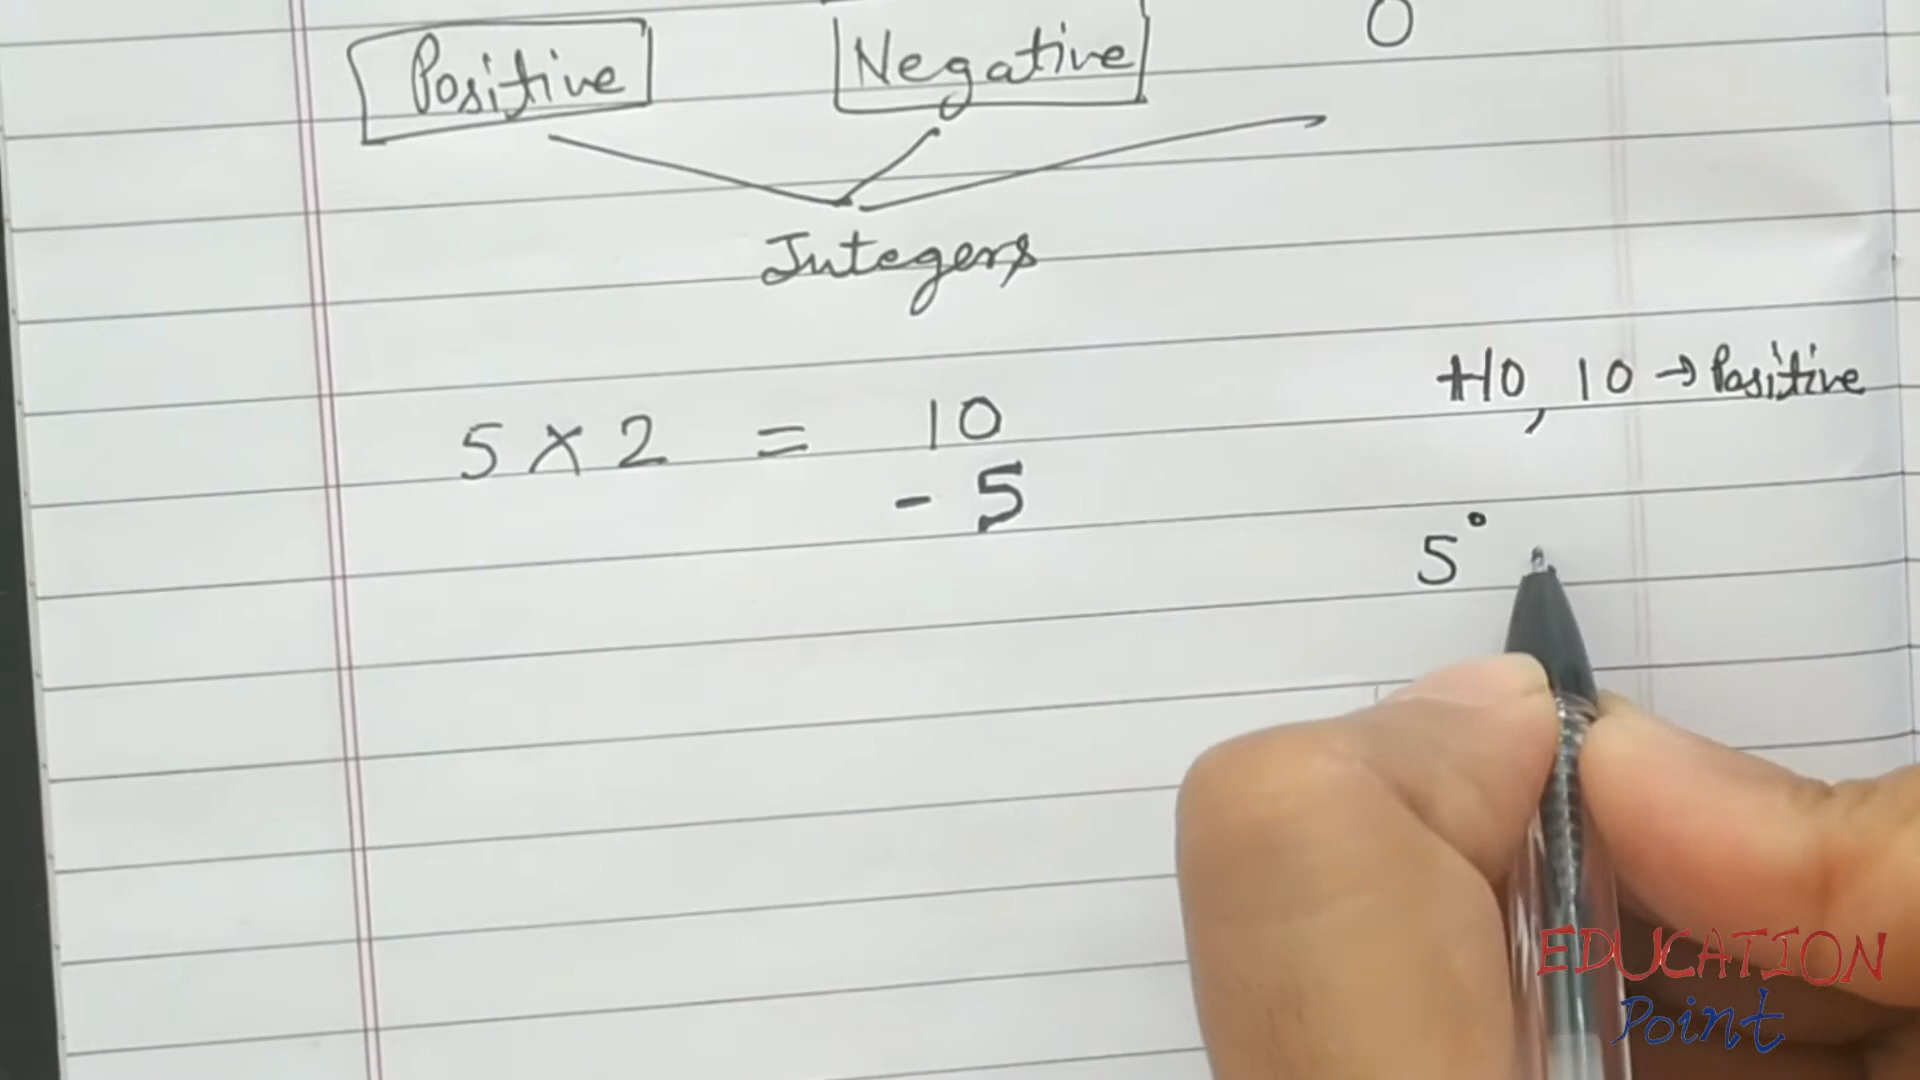 Positive Negative 0
Integers
+10, 10 → Positive
5 × 2 = 10
- 5
5°
EDUCATION
Point